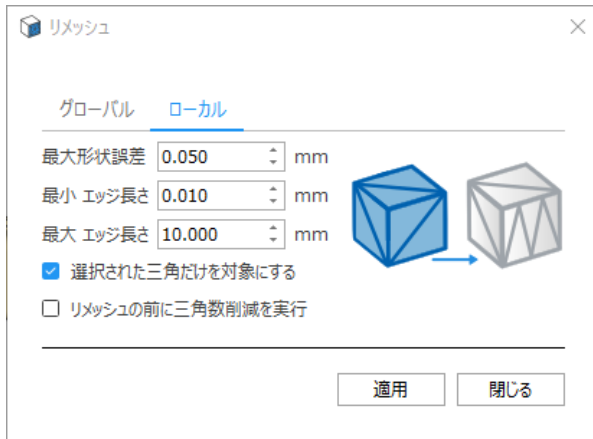 リメッシュ
グローバル ローカル
最大形状誤差 0.050 mm
最小 エッジ長さ 0.010 mm
最大 エッジ長さ 10.000 mm
選択された三角だけを対象にする
リメッシュの前に三角数削減を実行
適用 閉じる